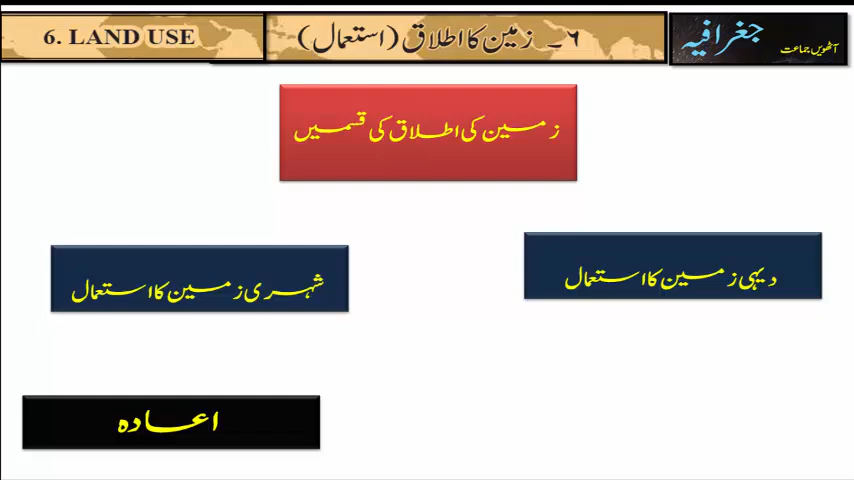 جغرافیہ
آٹھویں جماعت
۶۔ زمین کا اطلاق (استعمال)
6. LAND USE
زمین کی اطلاق کی قسمیں
دیہی زمین کا استعمال
شہری زمین کا استعمال
اعادہ